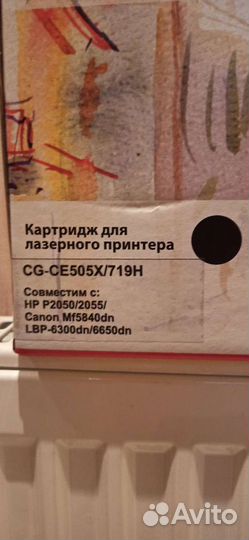 Картридж для
лазерного принтера
CG-CE505X/719H
Совместим с:
HP P2050/2055/
Canon Mf5840dn
LBP-6300dn/6650dn
Avito